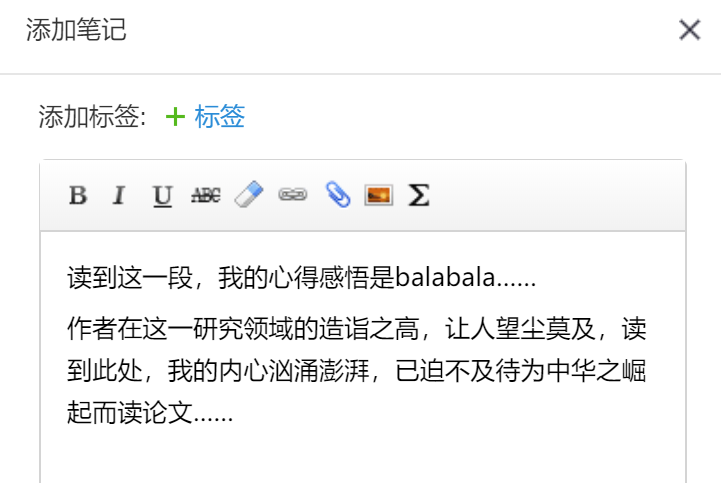 添加笔记
添加标签: + 标签
B I U ABC Σ
读到这一段，我的心得感悟是balabala......
作者在这一研究领域的造诣之高，让人望尘莫及，读
到此处，我的内心汹涌澎湃，已迫不及待为中华之崛
起而读论文......